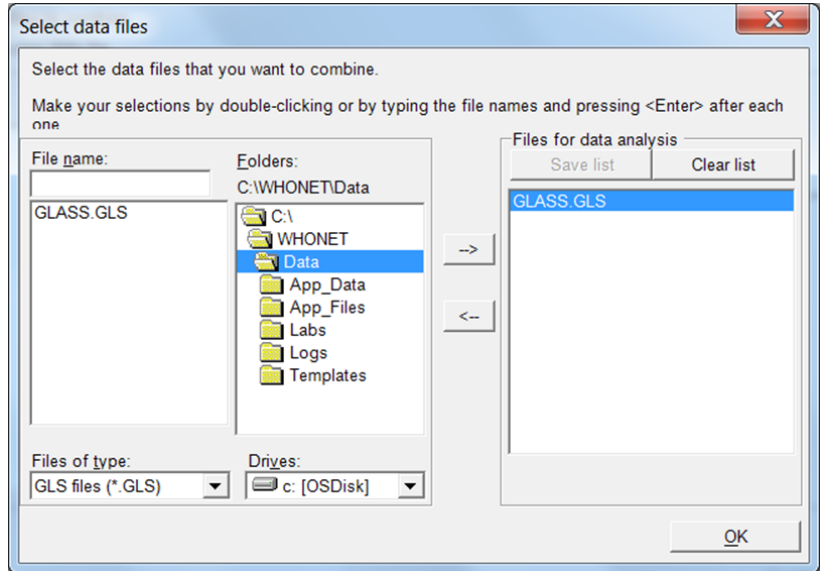 Select data files
Select the data files that you want to combine.
Make your selections by double-clicking or by typing the file names and pressing <Enter> after each
one
File name:
GLASS.GLS
Files of type:
GLS files (*.GLS)
Folders:
C:\WHONET\Data
C:\
WHONET
Data
App_Data
App_Files
Labs
Logs
Templates
Drives:
c: [OSDisk]
-->
<--
Files for data analysis
Save list Clear list
GLASS.GLS
OK